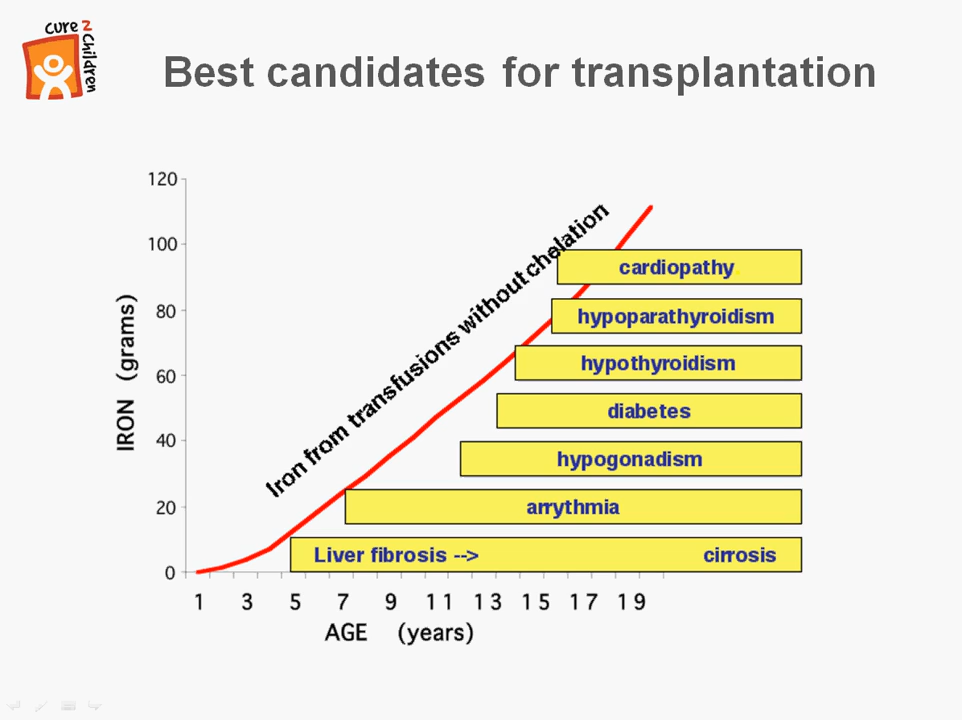 cure 2
children
Best candidates for transplantation
120
100
80
60
40
20
0
IRON (grams)
Iron from transfusions without chelation
cardiopathy
hypoparathyroidism
hypothyroidism
diabetes
hypogonadism
arrythmia
Liver fibrosis --> cirrosis
1 3 5 7 9 11 13 15 17 19
AGE (years)